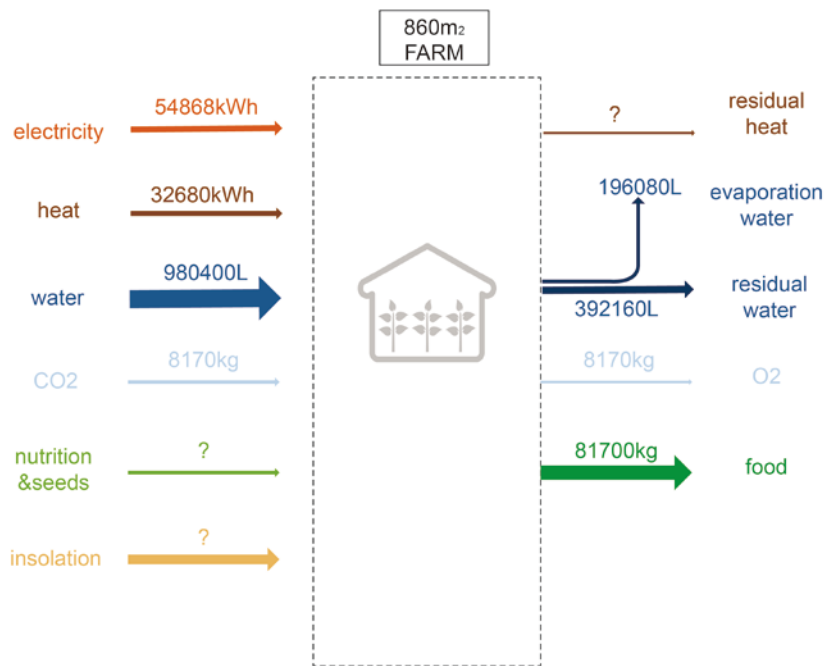 860m2
FARM
54868kWh
electricity
?
residual
heat
32680kWh
heat
196080L
evaporation
water
980400L
water
392160L
residual
water
8170kg
CO2
8170kg
O2
?
nutrition
&seeds
81700kg
food
?
insolation